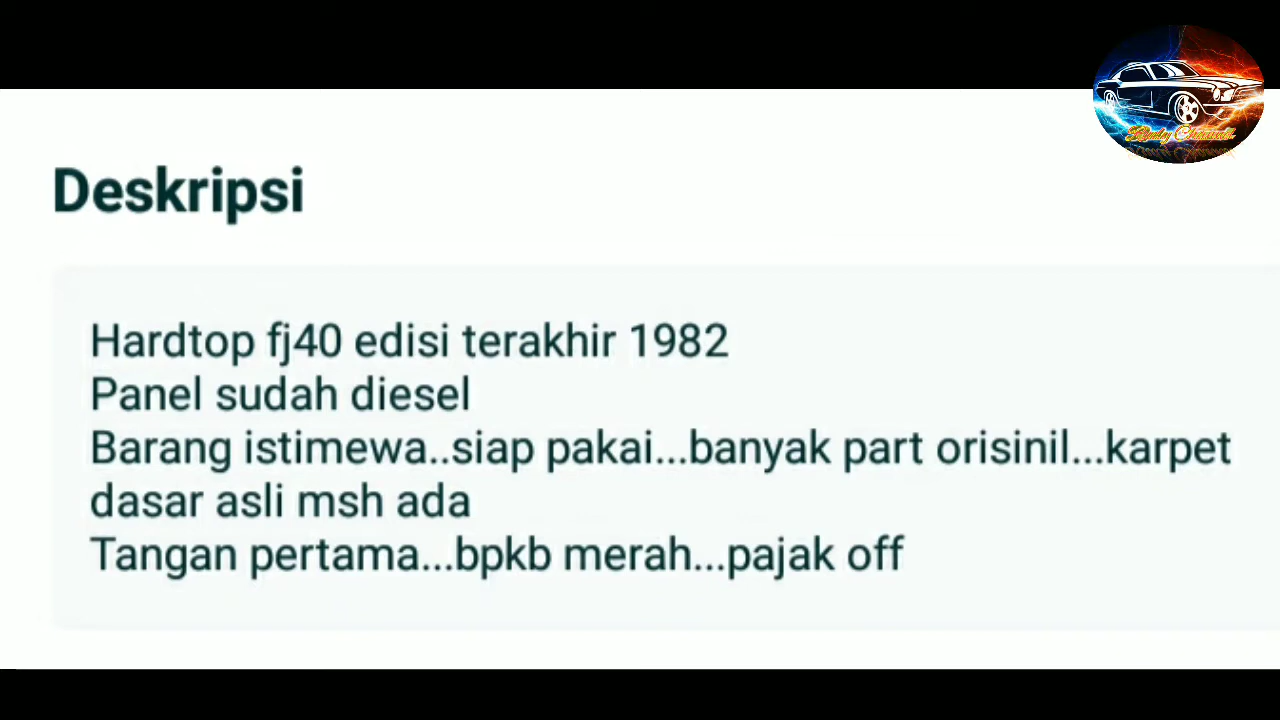 Deskripsi
Hardtop fj40 edisi terakhir 1982
Panel sudah diesel
Barang istimewa..siap pakai...banyak part orisinil...karpet
dasar asli msh ada
Tangan pertama...bpkb merah...pajak off